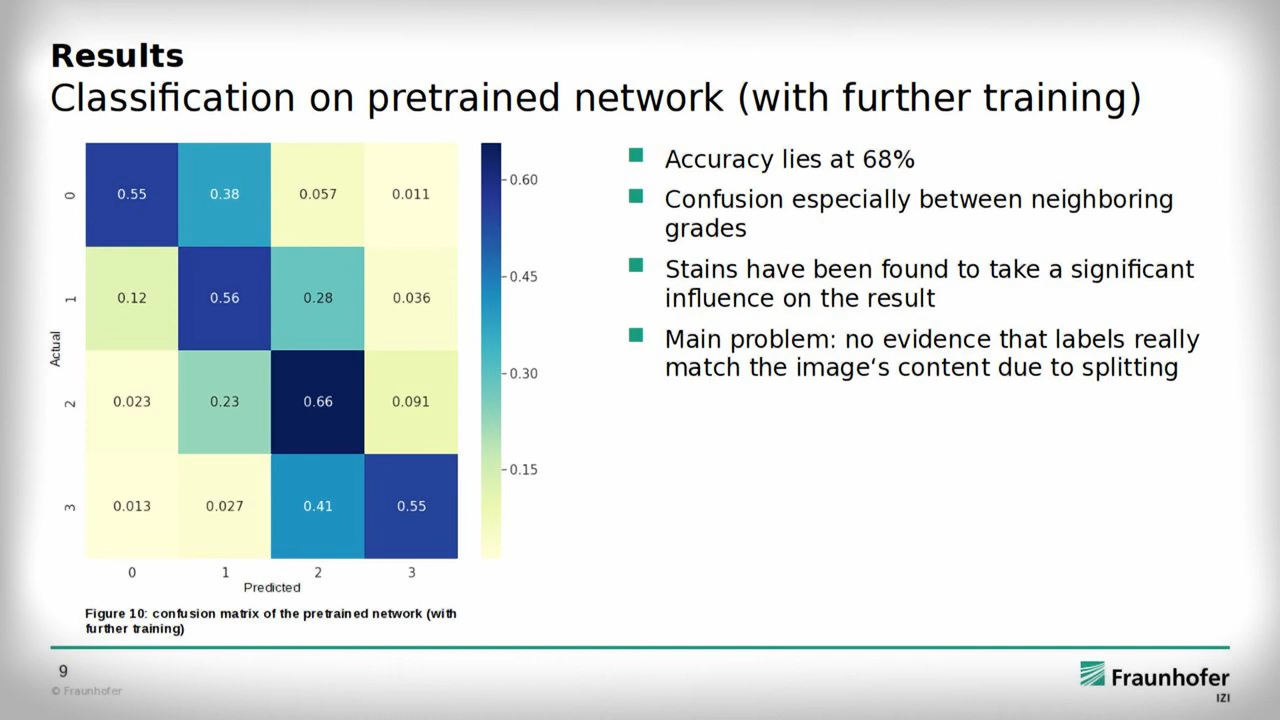 Results
Classification on pretrained network (with further training)
0 0.55 0.38 0.057 0.011
1 0.12 0.56 0.28 0.036
2 0.023 0.23 0.66 0.091
3 0.013 0.027 0.41 0.55
Actual
0 1 2 3
Predicted
0.60
0.45
0.30
0.15
Figure 10: confusion matrix of the pretrained network (with
further training)
Accuracy lies at 68%
Confusion especially between neighboring
grades
Stains have been found to take a significant
influence on the result
Main problem: no evidence that labels really
match the image‘s content due to splitting
9
© Fraunhofer
Fraunhofer
IZI